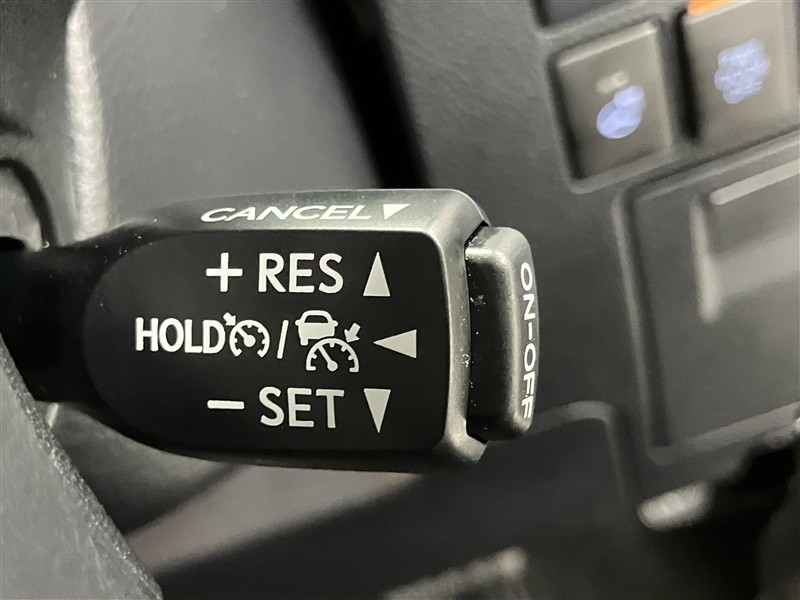 CANCEL ▼
+ RES ▲
HOLD / ◀
− SET ▼
ON-OFF